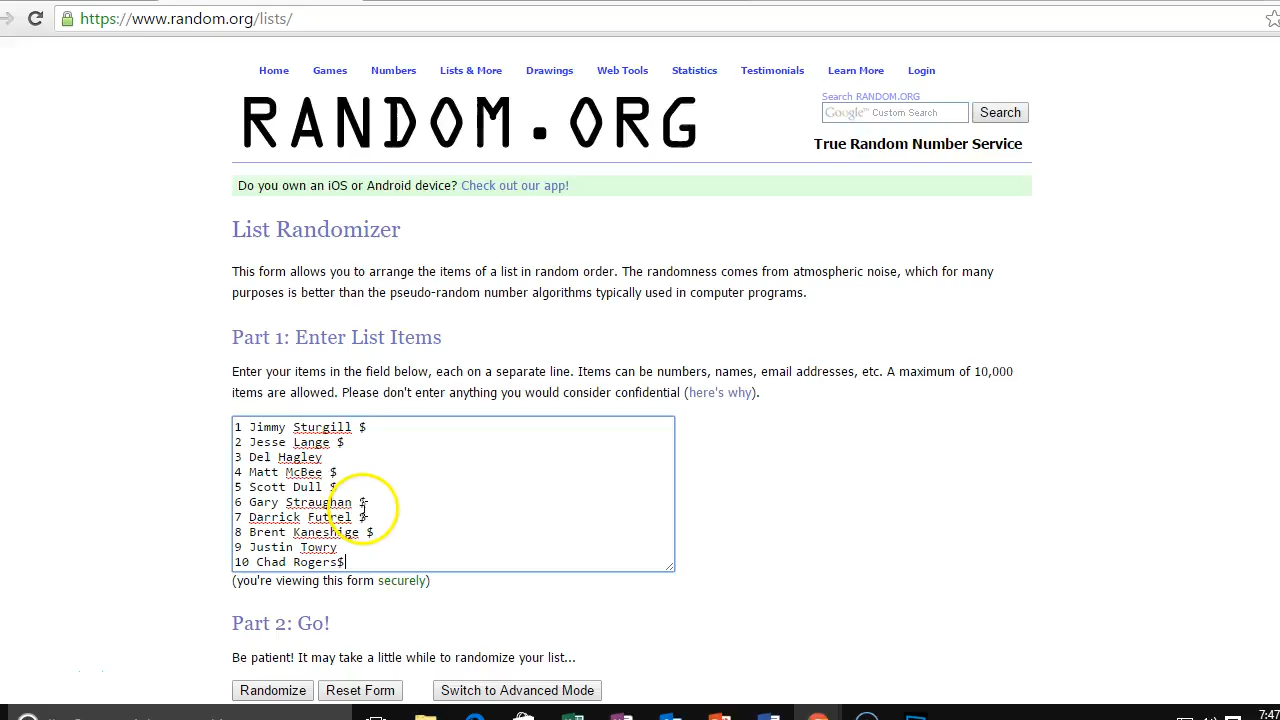 https://www.random.org/lists/
Home Games Numbers Lists & More Drawings Web Tools Statistics Testimonials Learn More Login
RANDOM.ORG
Search RANDOM.ORG
Google™ Custom Search Search
True Random Number Service
Do you own an iOS or Android device? Check out our app!
List Randomizer
This form allows you to arrange the items of a list in random order. The randomness comes from atmospheric noise, which for many
purposes is better than the pseudo-random number algorithms typically used in computer programs.
Part 1: Enter List Items
Enter your items in the field below, each on a separate line. Items can be numbers, names, email addresses, etc. A maximum of 10,000
items are allowed. Please don't enter anything you would consider confidential (here's why).
1 Jimmy Sturgill $
2 Jesse Lange $
3 Del Hagley
4 Matt McBee $
5 Scott Dull $
6 Gary Straughan $
7 Darrick Futrel $
8 Brent Kaneshige $
9 Justin Towry
10 Chad Rogers$
(you're viewing this form securely)
Part 2: Go!
Be patient! It may take a little while to randomize your list...
Randomize Reset Form Switch to Advanced Mode
7:47